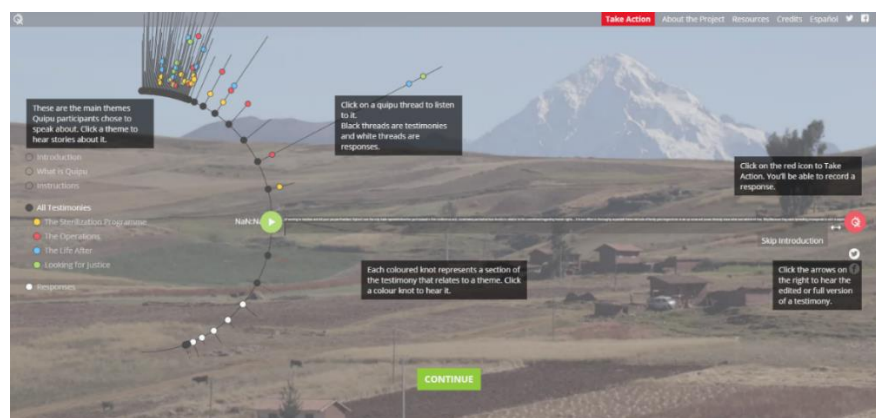 Take Action About the Project Resources Credits Español
These are the main themes
Quipu participants chose to
speak about. Click a theme to
hear stories about it.
Click on a quipu thread to listen
to it.
Black threads are testimonies
and white threads are
responses.
Introduction
What is Quipu
Instructions
Click on the red icon to Take
Action. You'll be able to record a
response.
All Testimonies
The Sterilization Programme
The Operations
The Life After
Looking for Justice
Responses
NaN:N
Skip Introduction
Each coloured knot represents a section of
the testimony that relates to a theme. Click
a colour knot to hear it.
Click the arrows on
the right to hear the
edited or full version
of a testimony.
CONTINUE